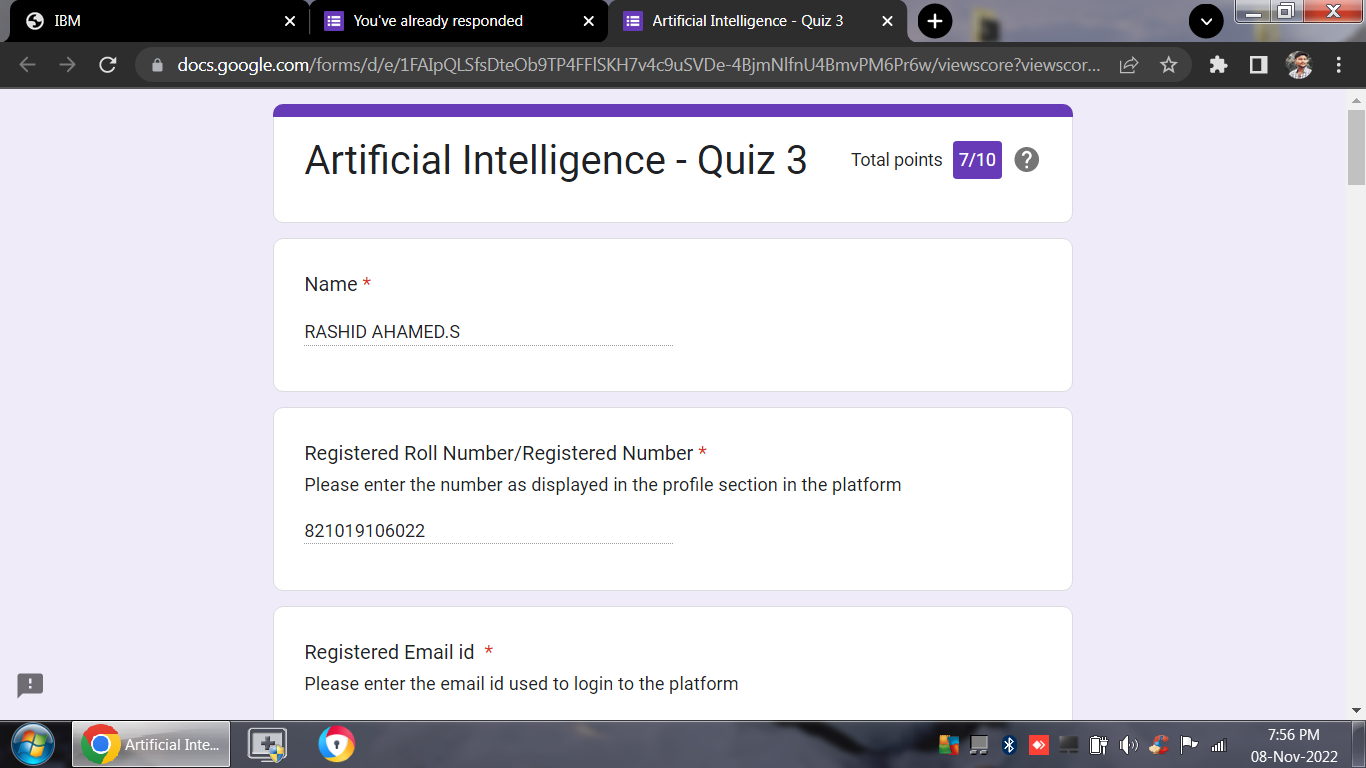 IBM
You've already responded
Artificial Intelligence - Quiz 3
docs.google.com/forms/d/e/1FAIpQLSfsDteOb9TP4FFlSKH7v4c9uSVDe-4BjmNlfnU4BmvPM6Pr6w/viewscore?viewscor...
Artificial Intelligence - Quiz 3
Total points 7/10
Name *
RASHID AHAMED.S
Registered Roll Number/Registered Number *
Please enter the number as displayed in the profile section in the platform
821019106022
Registered Email id *
Please enter the email id used to login to the platform
Artificial Inte...
7:56 PM
08-Nov-2022